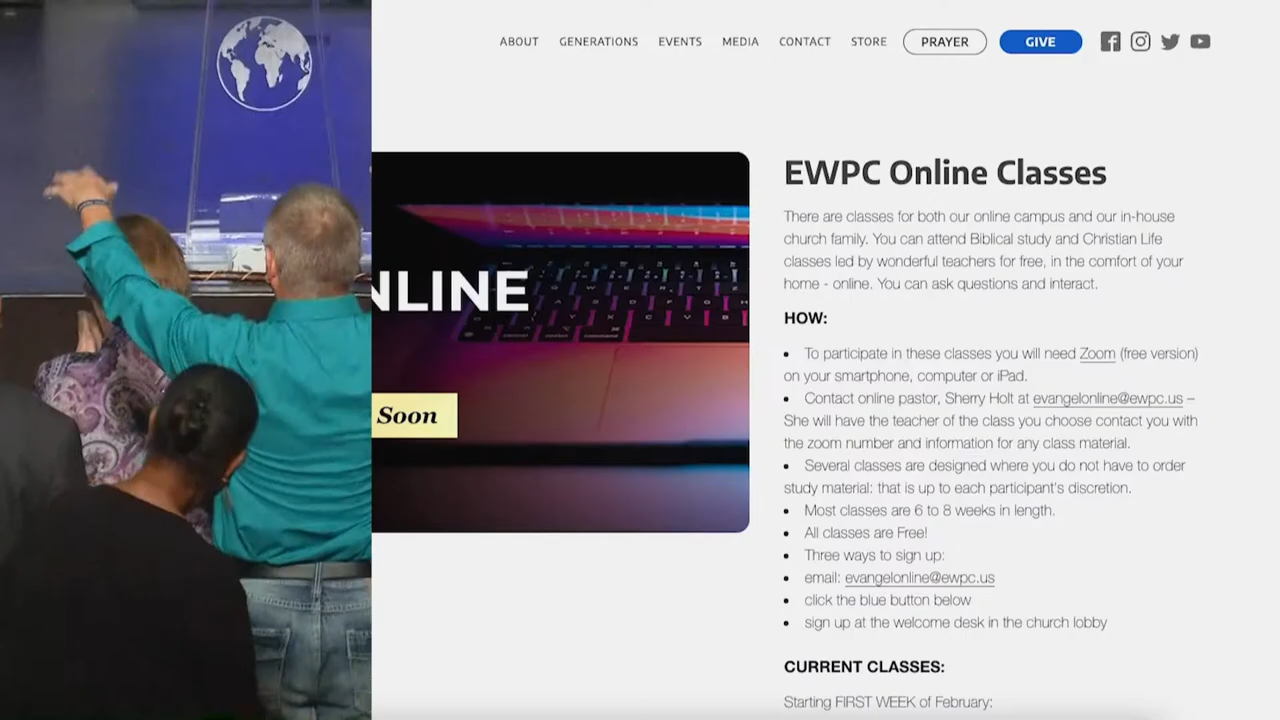 ABOUT GENERATIONS EVENTS MEDIA CONTACT STORE PRAYER GIVE
NLINE
Soon
EWPC Online Classes
There are classes for both our online campus and our in-house
church family. You can attend Biblical study and Christian Life
classes led by wonderful teachers for free, in the comfort of your
home - online. You can ask questions and interact.
HOW:
• To participate in these classes you will need Zoom (free version)
on your smartphone, computer or iPad.
• Contact online pastor, Sherry Holt at evangelonline@ewpc.us –
She will have the teacher of the class you choose contact you with
the zoom number and information for any class material.
• Several classes are designed where you do not have to order
study material: that is up to each participant's discretion.
• Most classes are 6 to 8 weeks in length.
• All classes are Free!
• Three ways to sign up:
• email: evangelonline@ewpc.us
• click the blue button below
• sign up at the welcome desk in the church lobby
CURRENT CLASSES:
Starting FIRST WEEK of February: